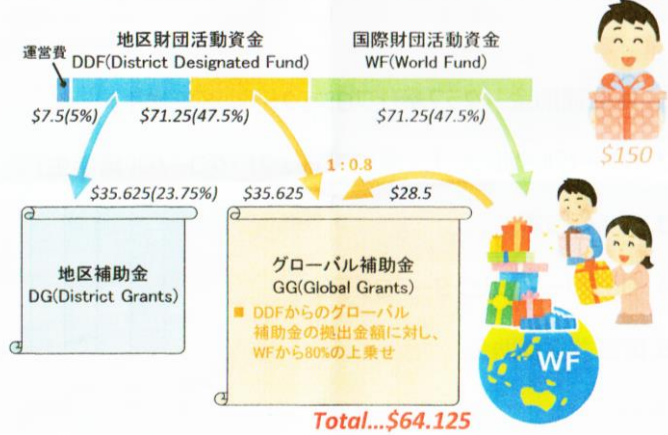 運営費
地区財団活動資金
DDF(District Designated Fund)
国際財団活動資金
WF(World Fund)
$7.5(5%)
$71.25(47.5%)
$71.25(47.5%)
$150
1:0.8
$35.625(23.75%)
$35.625
$28.5
地区補助金
DG(District Grants)
グローバル補助金
GG(Global Grants)
■ DDFからのグローバル
補助金の拠出金額に対し、
WFから80%の上乗せ
WF
Total...$64.125